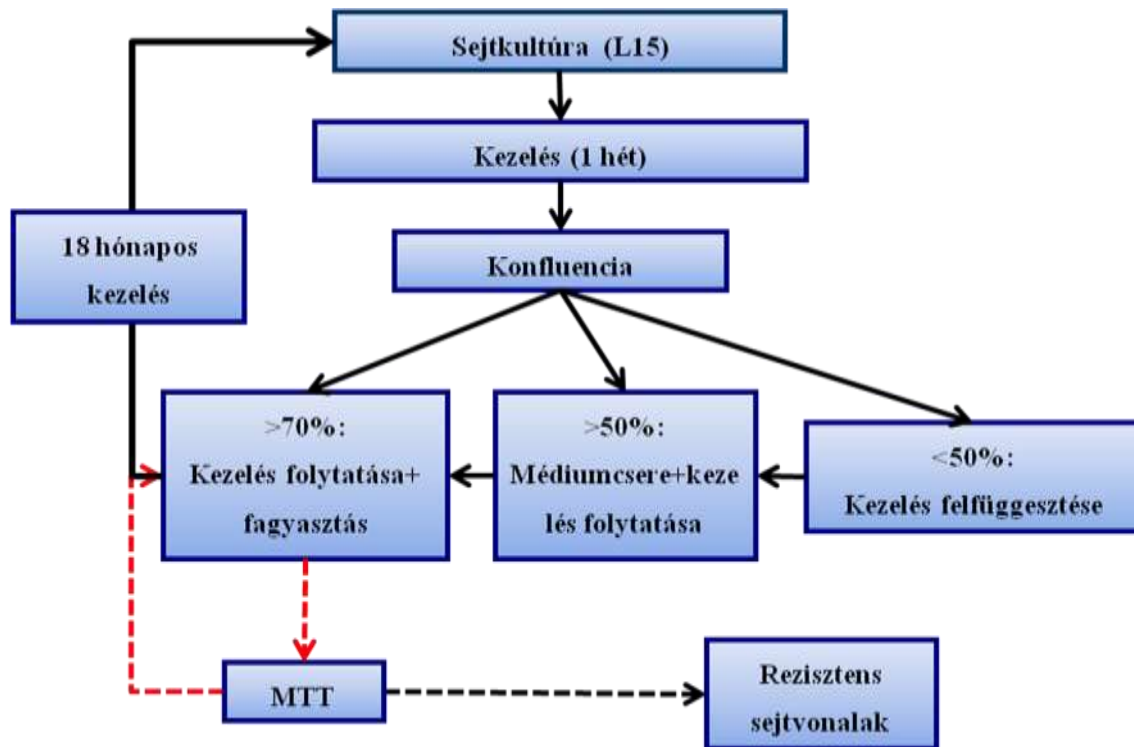 Sejtkultúra (L15)
Kezelés (1 hét)
18 hónapos
kezelés
Konfluencia
>70%:
Kezelés folytatása+
fagyasztás
>50%:
Médiumcsere+keze
lés folytatása
<50%:
Kezelés felfüggesztése
MTT
Rezisztens
sejtvonalak